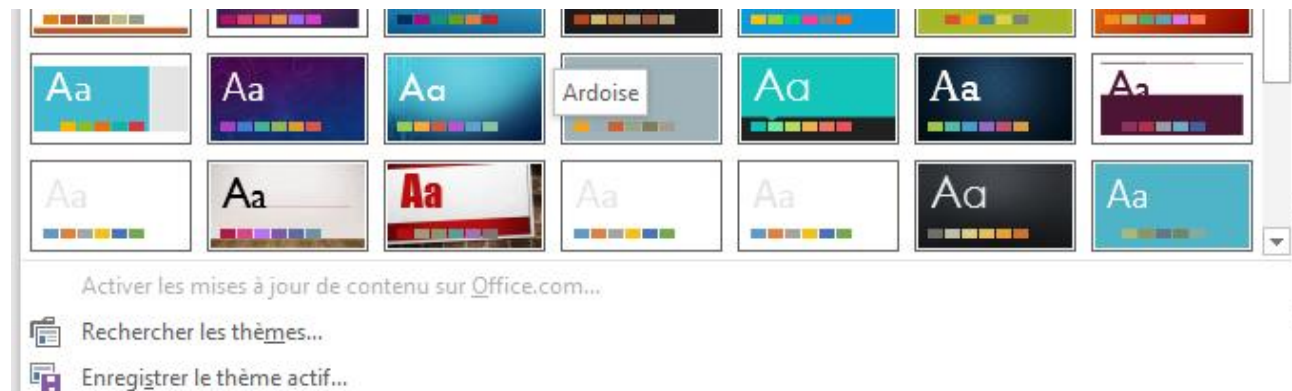 Aa Aa Aa Ardoise Aa Aa Aa
Aa Aa Aa Aa Aa Aa Aa
Activer les mises à jour de contenu sur Office.com...
Rechercher les thèmes...
Enregistrer le thème actif...